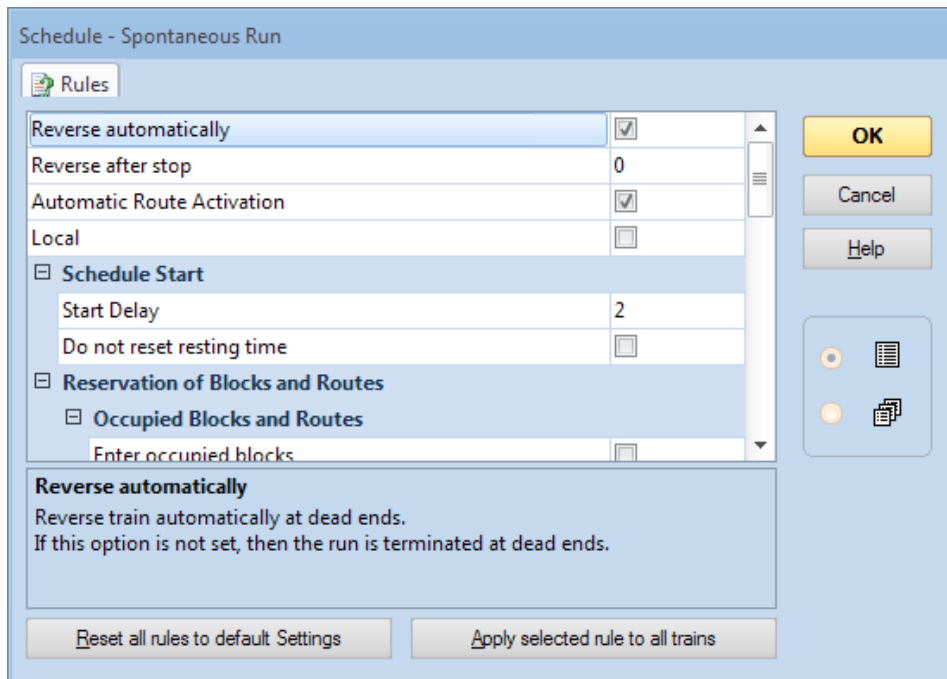 Schedule - Spontaneous Run
Rules
Reverse automatically
Reverse after stop 0
Automatic Route Activation
Local
Schedule Start
Start Delay 2
Do not reset resting time
Reservation of Blocks and Routes
Occupied Blocks and Routes
Enter occupied blocks
OK
Cancel
Help
Reverse automatically
Reverse train automatically at dead ends.
If this option is not set, then the run is terminated at dead ends.
Reset all rules to default Settings
Apply selected rule to all trains